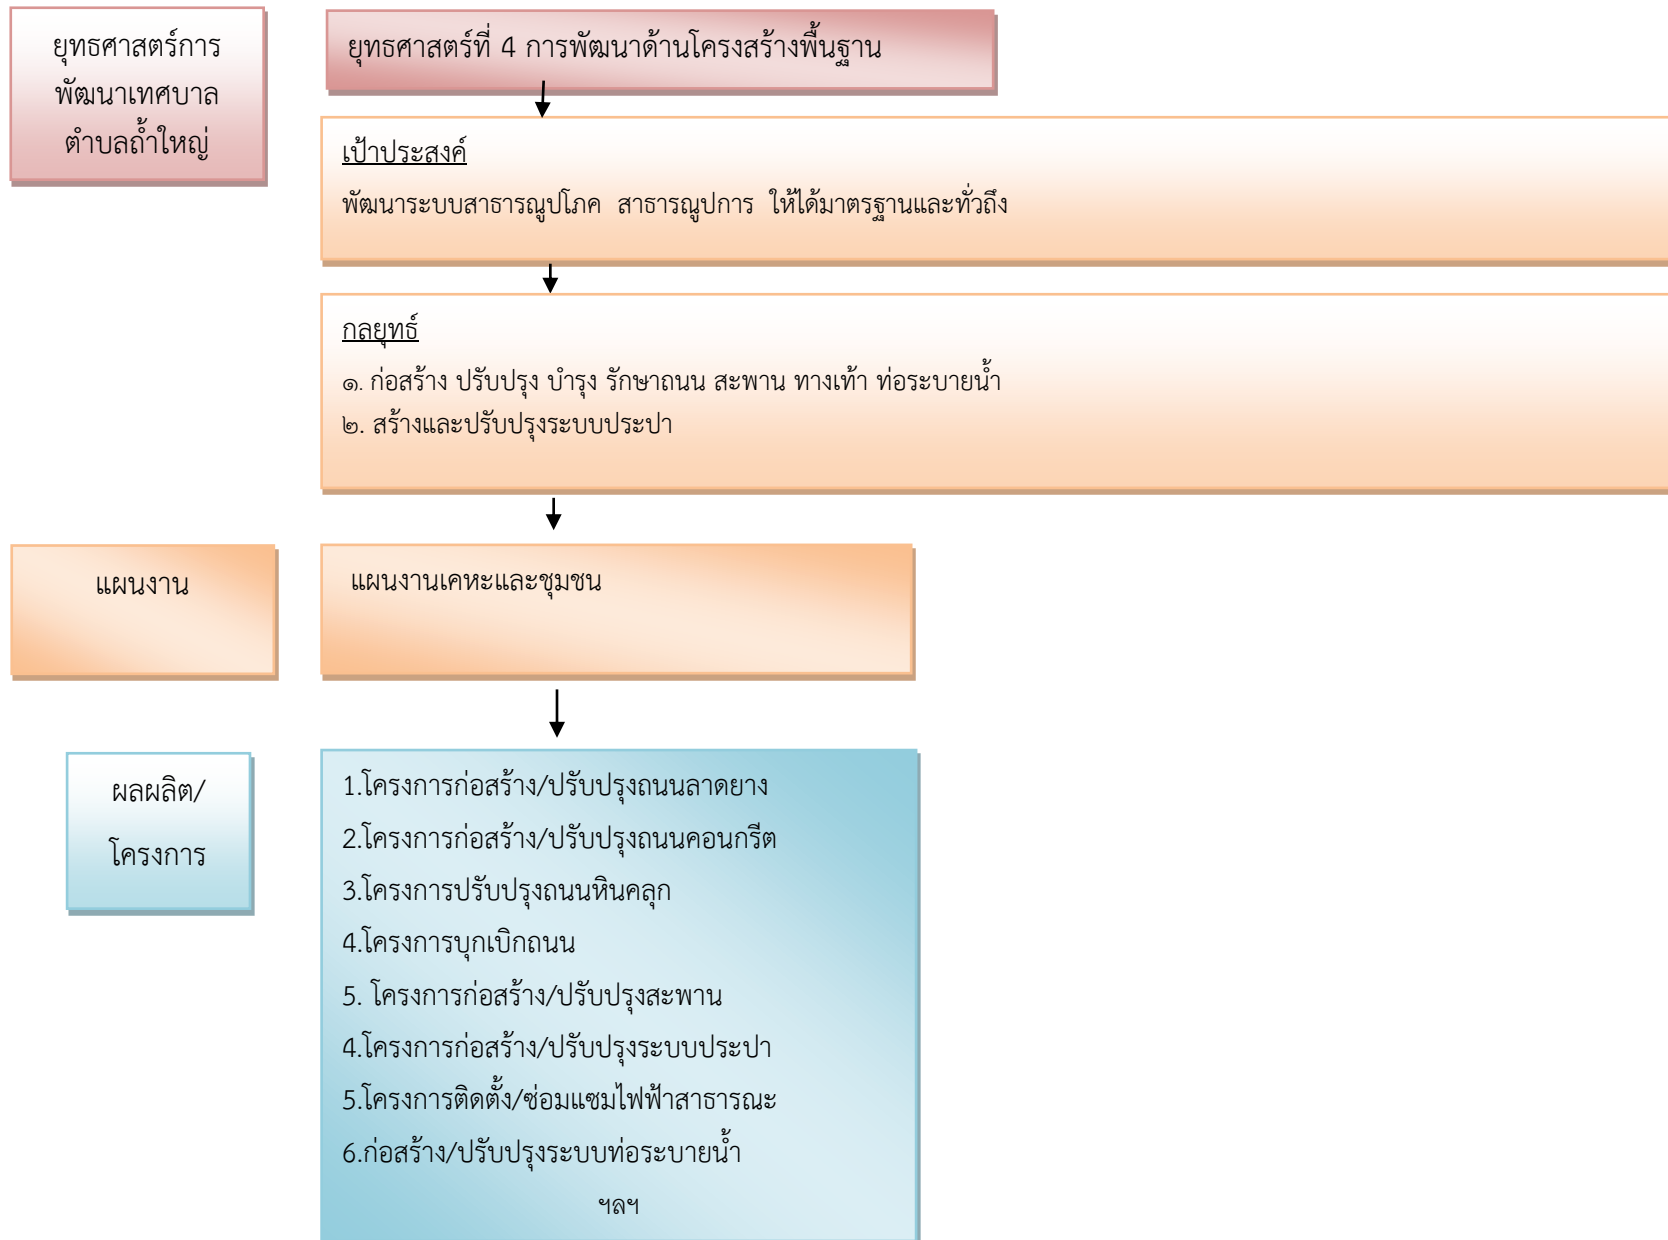 ยุทธศาสตร์การ
พัฒนาเทศบาล
ตำบลถ้ำใหญ่
ยุทธศาสตร์ที่ 4 การพัฒนาด้านโครงสร้างพื้นฐาน
เป้าประสงค์
พัฒนาระบบสาธารณูปโภค สาธารณูปการ ให้ได้มาตรฐานและทั่วถึง
กลยุทธ์
๑. ก่อสร้าง ปรับปรุง บำรุง รักษาถนน สะพาน ทางเท้า ท่อระบายน้ำ
๒. สร้างและปรับปรุงระบบประปา
แผนงาน
แผนงานเคหะและชุมชน
ผลผลิต/
โครงการ
1.โครงการก่อสร้าง/ปรับปรุงถนนลาดยาง
2.โครงการก่อสร้าง/ปรับปรุงถนนคอนกรีต
3.โครงการปรับปรุงถนนหินคลุก
4.โครงการบุกเบิกถนน
5. โครงการก่อสร้าง/ปรับปรุงสะพาน
4.โครงการก่อสร้าง/ปรับปรุงระบบประปา
5.โครงการติดตั้ง/ซ่อมแซมไฟฟ้าสาธารณะ
6.ก่อสร้าง/ปรับปรุงระบบท่อระบายน้ำ
ฯลฯ